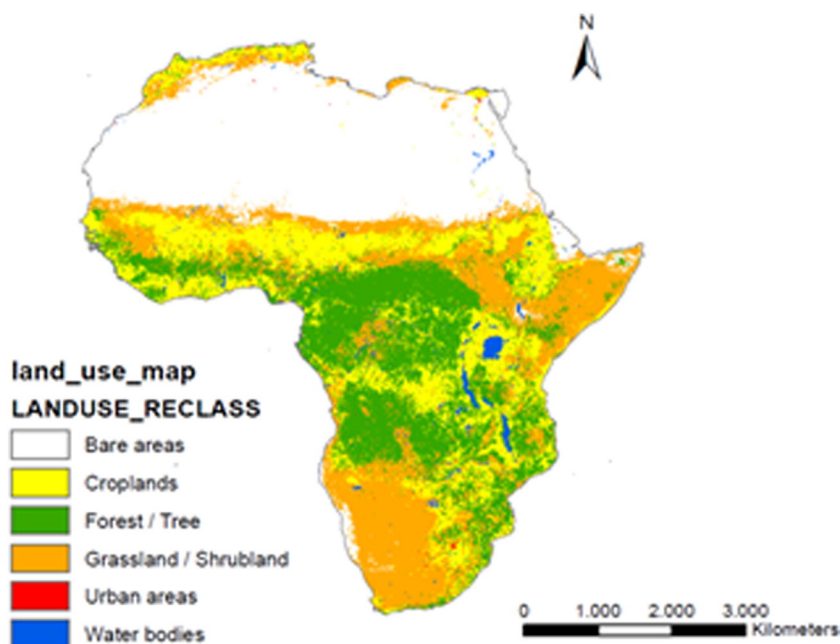 N
land_use_map
LANDUSE_RECLASS
Bare areas
Croplands
Forest / Tree
Grassland / Shrubland
Urban areas
Water bodies
0 1.000 2.000 3.000
Kilometers